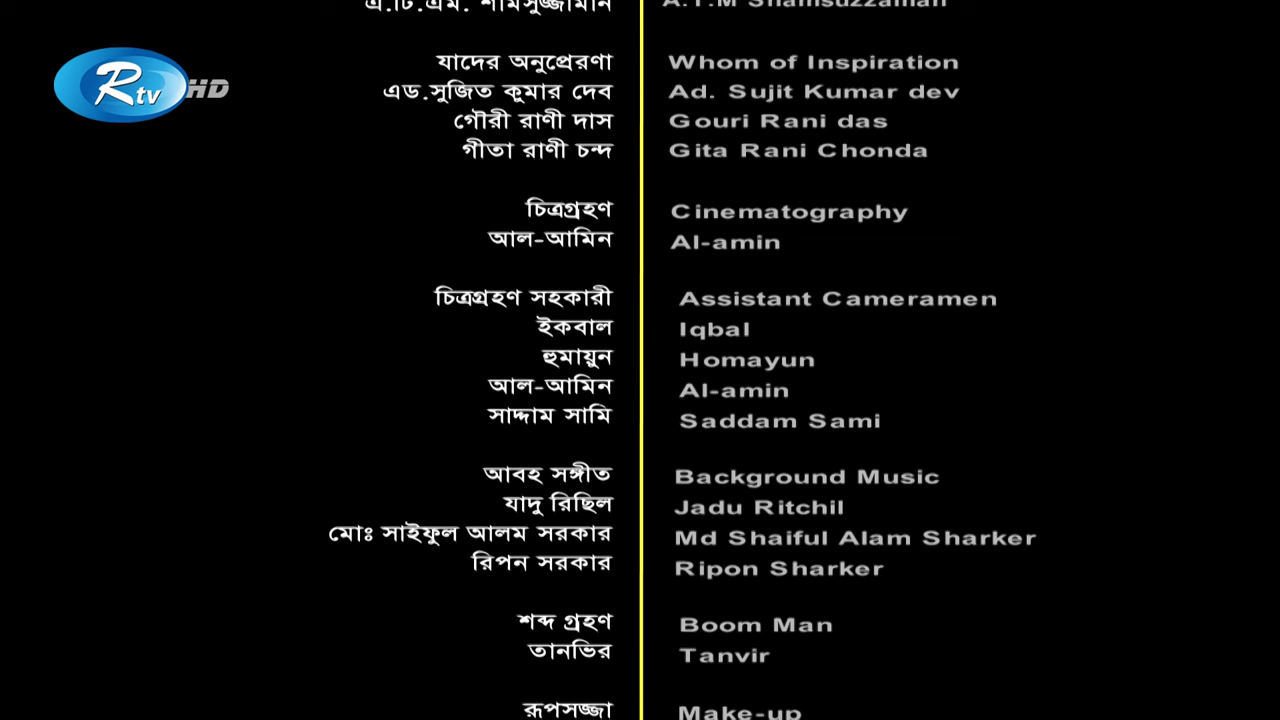 এ.টি.এম. শামসুজ্জামান A.T.M Shamsuzzaman
Rtv HD
যাদের অনুপ্রেরণা Whom of Inspiration
এড.সুজিত কুমার দেব Ad. Sujit Kumar dev
গৌরী রাণী দাস Gouri Rani das
গীতা রাণী চন্দ Gita Rani Chonda
চিত্রগ্রহণ Cinematography
আল-আমিন Al-amin
চিত্রগ্রহণ সহকারী Assistant Cameramen
ইকবাল Iqbal
হুমায়ুন Homayun
আল-আমিন Al-amin
সাদ্দাম সামি Saddam Sami
আবহ সঙ্গীত Background Music
যাদু রিছিল Jadu Ritchil
মোঃ সাইফুল আলম সরকার Md Shaiful Alam Sharker
রিপন সরকার Ripon Sharker
শব্দ গ্রহণ Boom Man
তানভির Tanvir
রূপসজ্জা Make-up